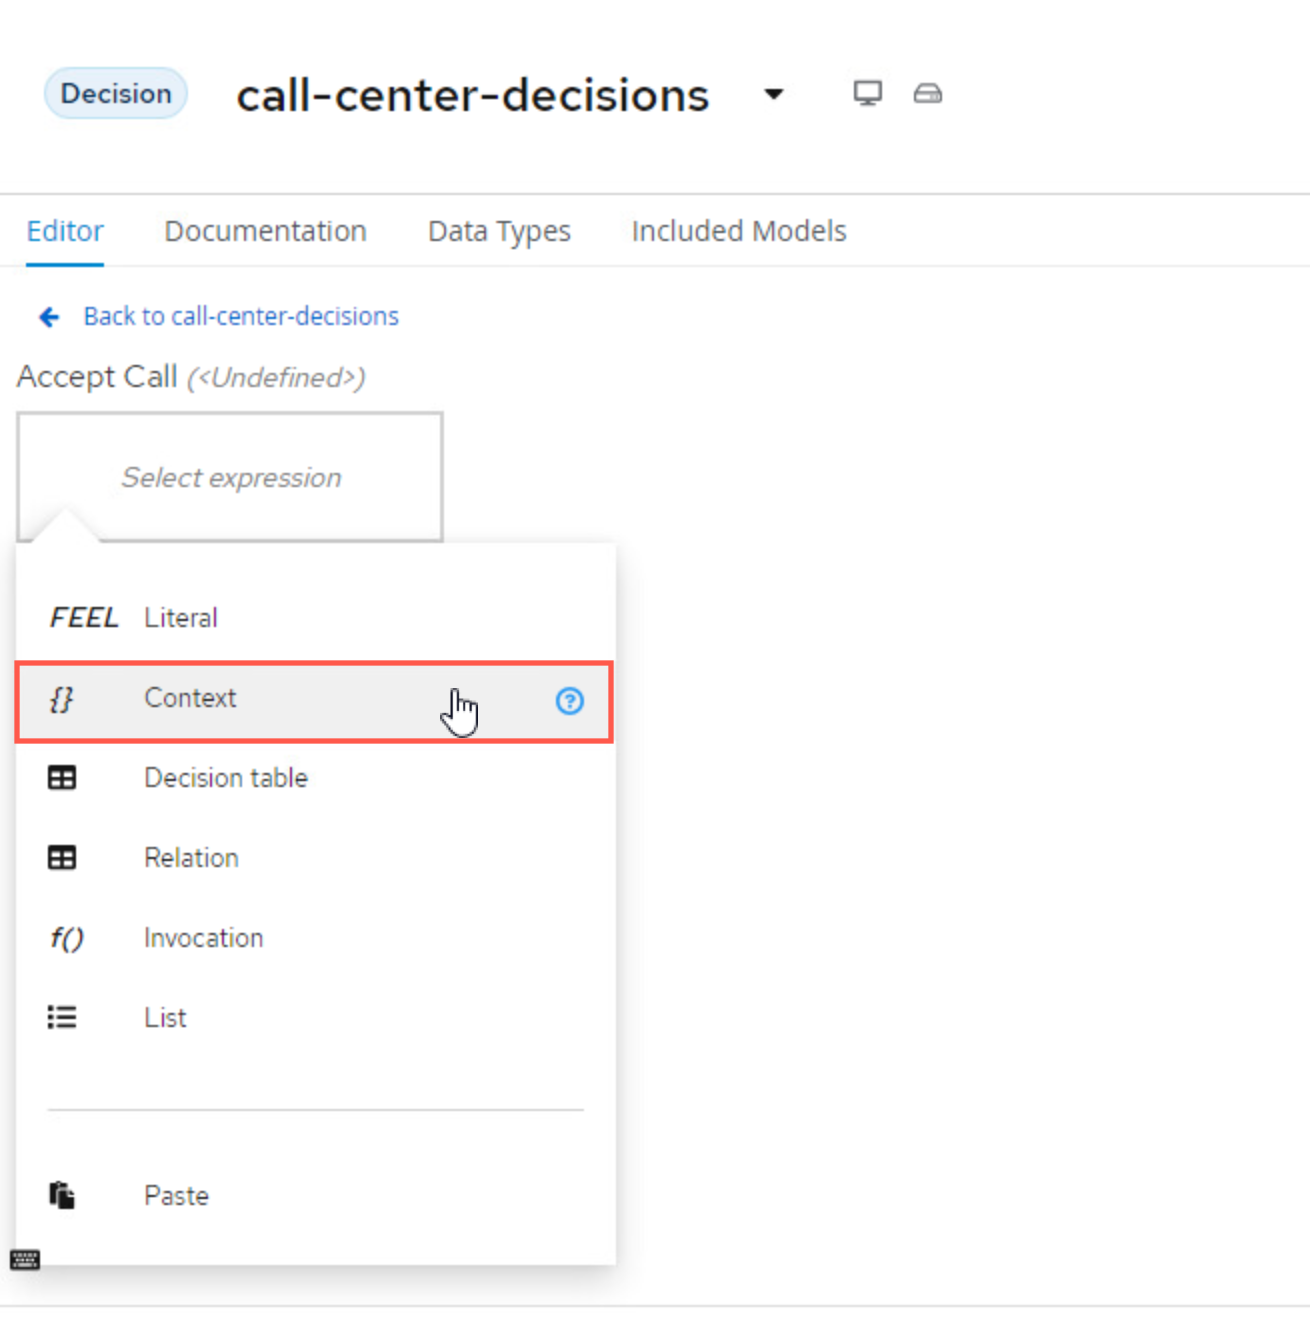 Decision call-center-decisions
Editor Documentation Data Types Included Models
Back to call-center-decisions
Accept Call (<Undefined>)
Select expression
FEEL Literal
{} Context
Decision table
Relation
f() Invocation
List
Paste